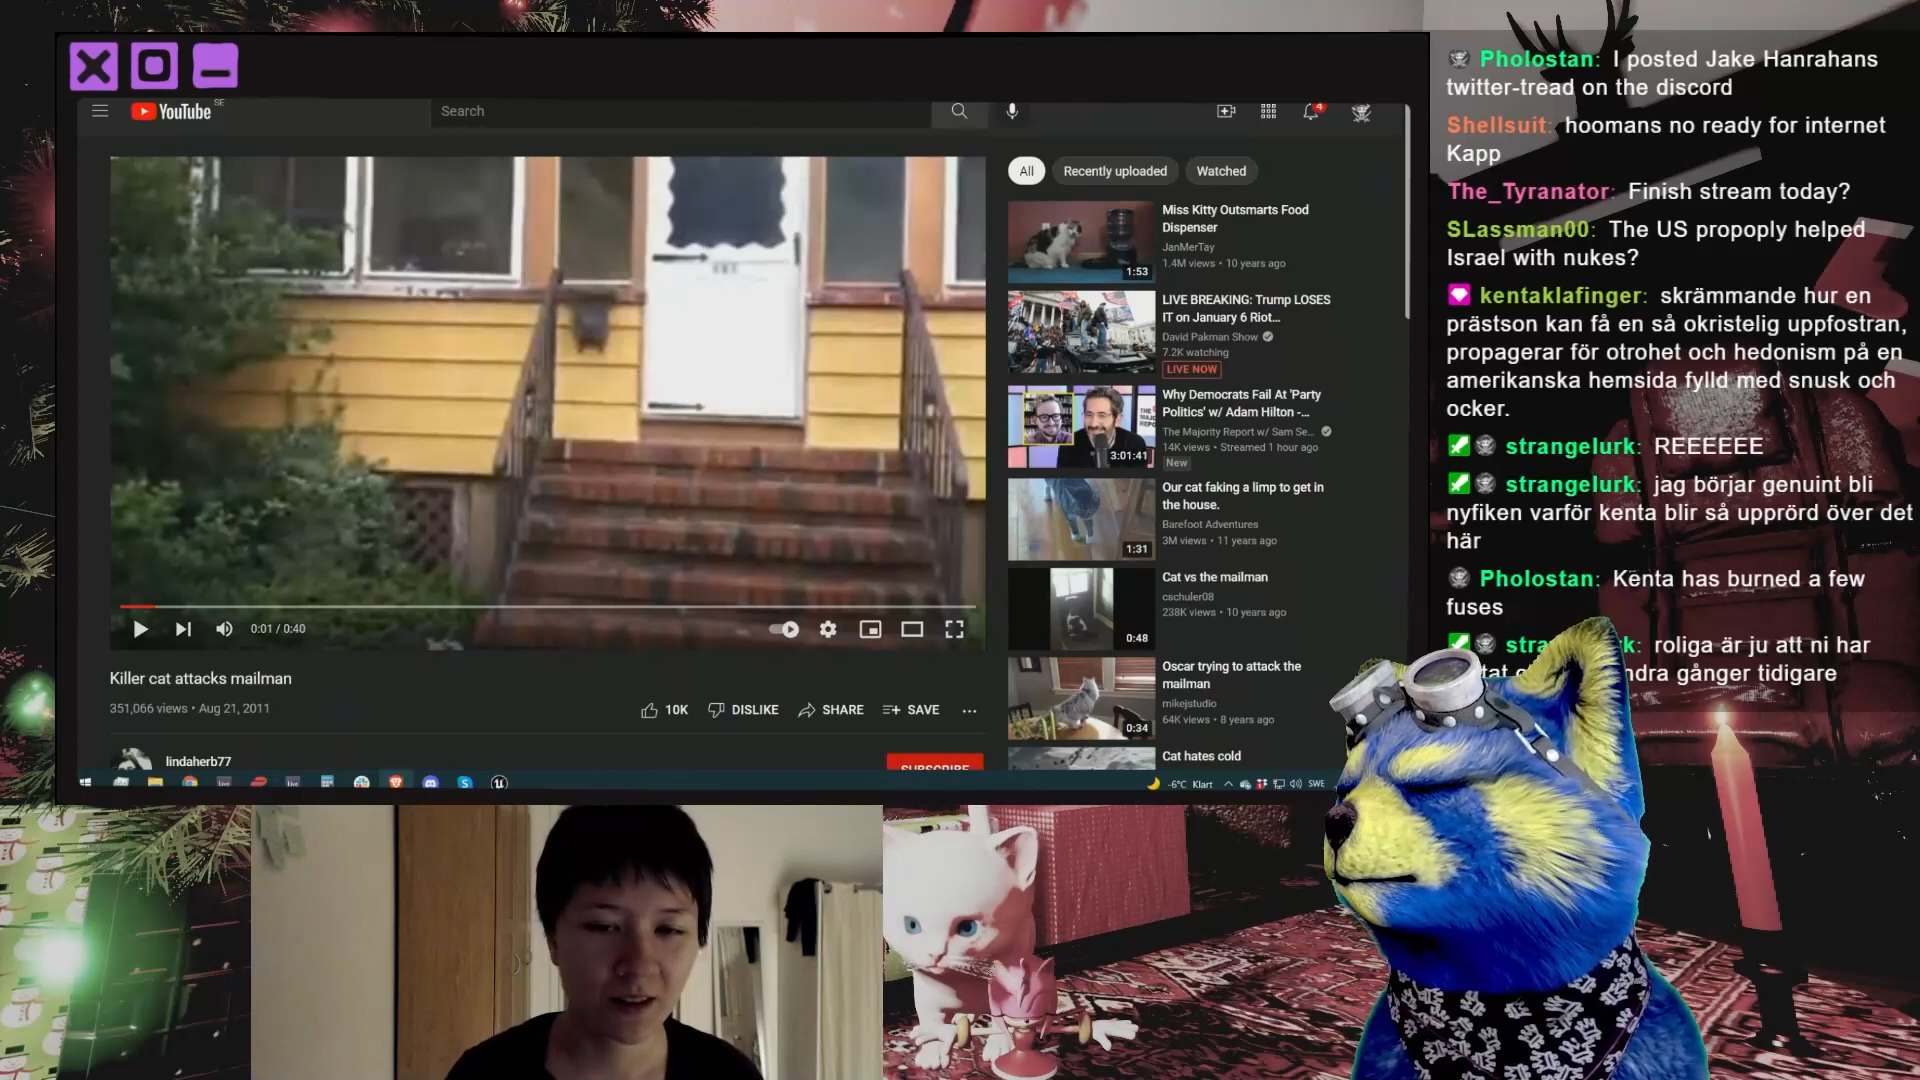 YouTube SE
Search
4
All
Recently uploaded
Watched
Miss Kitty Outsmarts Food
Dispenser
JanMerTay
1.4M views • 10 years ago
1:53
LIVE BREAKING: Trump LOSES
IT on January 6 Riot...
David Pakman Show
7.2K watching
LIVE NOW
Why Democrats Fail At 'Party
Politics' w/ Adam Hilton -...
The Majority Report w/ Sam Se...
14K views • Streamed 1 hour ago
3:01:41
New
Our cat faking a limp to get in
the house.
Barefoot Adventures
3M views • 11 years ago
1:31
Cat vs the mailman
cschuler08
238K views • 10 years ago
0:48
Oscar trying to attack the
mailman
mikejstudio
64K views • 8 years ago
0:34
Cat hates cold
0:01 / 0:40
Killer cat attacks mailman
351,066 views • Aug 21, 2011
10K
DISLIKE
SHARE
SAVE
lindaherb77
SUBSCRIBE
-6°C Klart
SWE
Pholostan: I posted Jake Hanrahans
twitter-tread on the discord
Shellsuit: hoomans no ready for internet
Kapp
The_Tyranator: Finish stream today?
SLassman00: The US propoply helped
Israel with nukes?
kentaklafinger: skrämmande hur en
prästson kan få en så okristelig uppfostran,
propagerar för otrohet och hedonism på en
amerikanska hemsida fylld med snusk och
ocker.
strangelurk: REEEEEE
strangelurk: jag börjar genuint bli
nyfiken varför kenta blir så upprörd över det
här
Pholostan: Kenta has burned a few
fuses
roliga är ju att ni har
gånger tidigare